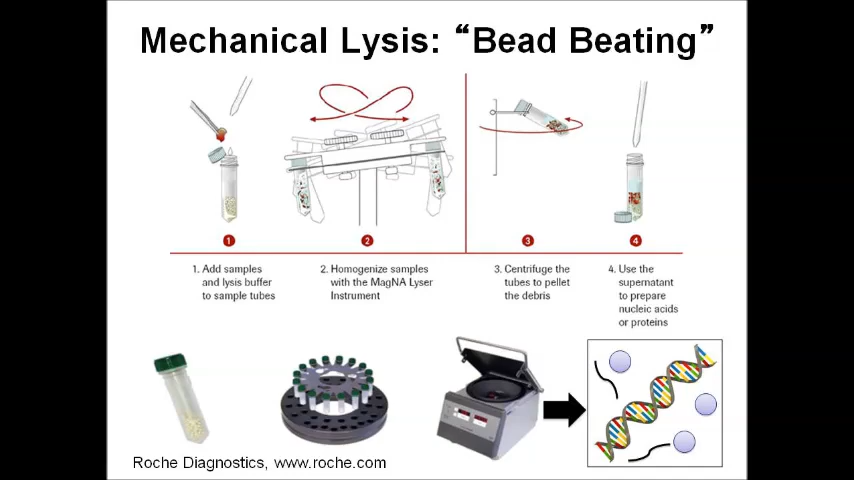 Mechanical Lysis: “Bead Beating”
1
2
3
4
1. Add samples
and lysis buffer
to sample tubes
2. Homogenize samples
with the MagNA Lyser
Instrument
3. Centrifuge the
tubes to pellet
the debris
4. Use the
supernatant
to prepare
nucleic acids
or proteins
Roche Diagnostics, www.roche.com